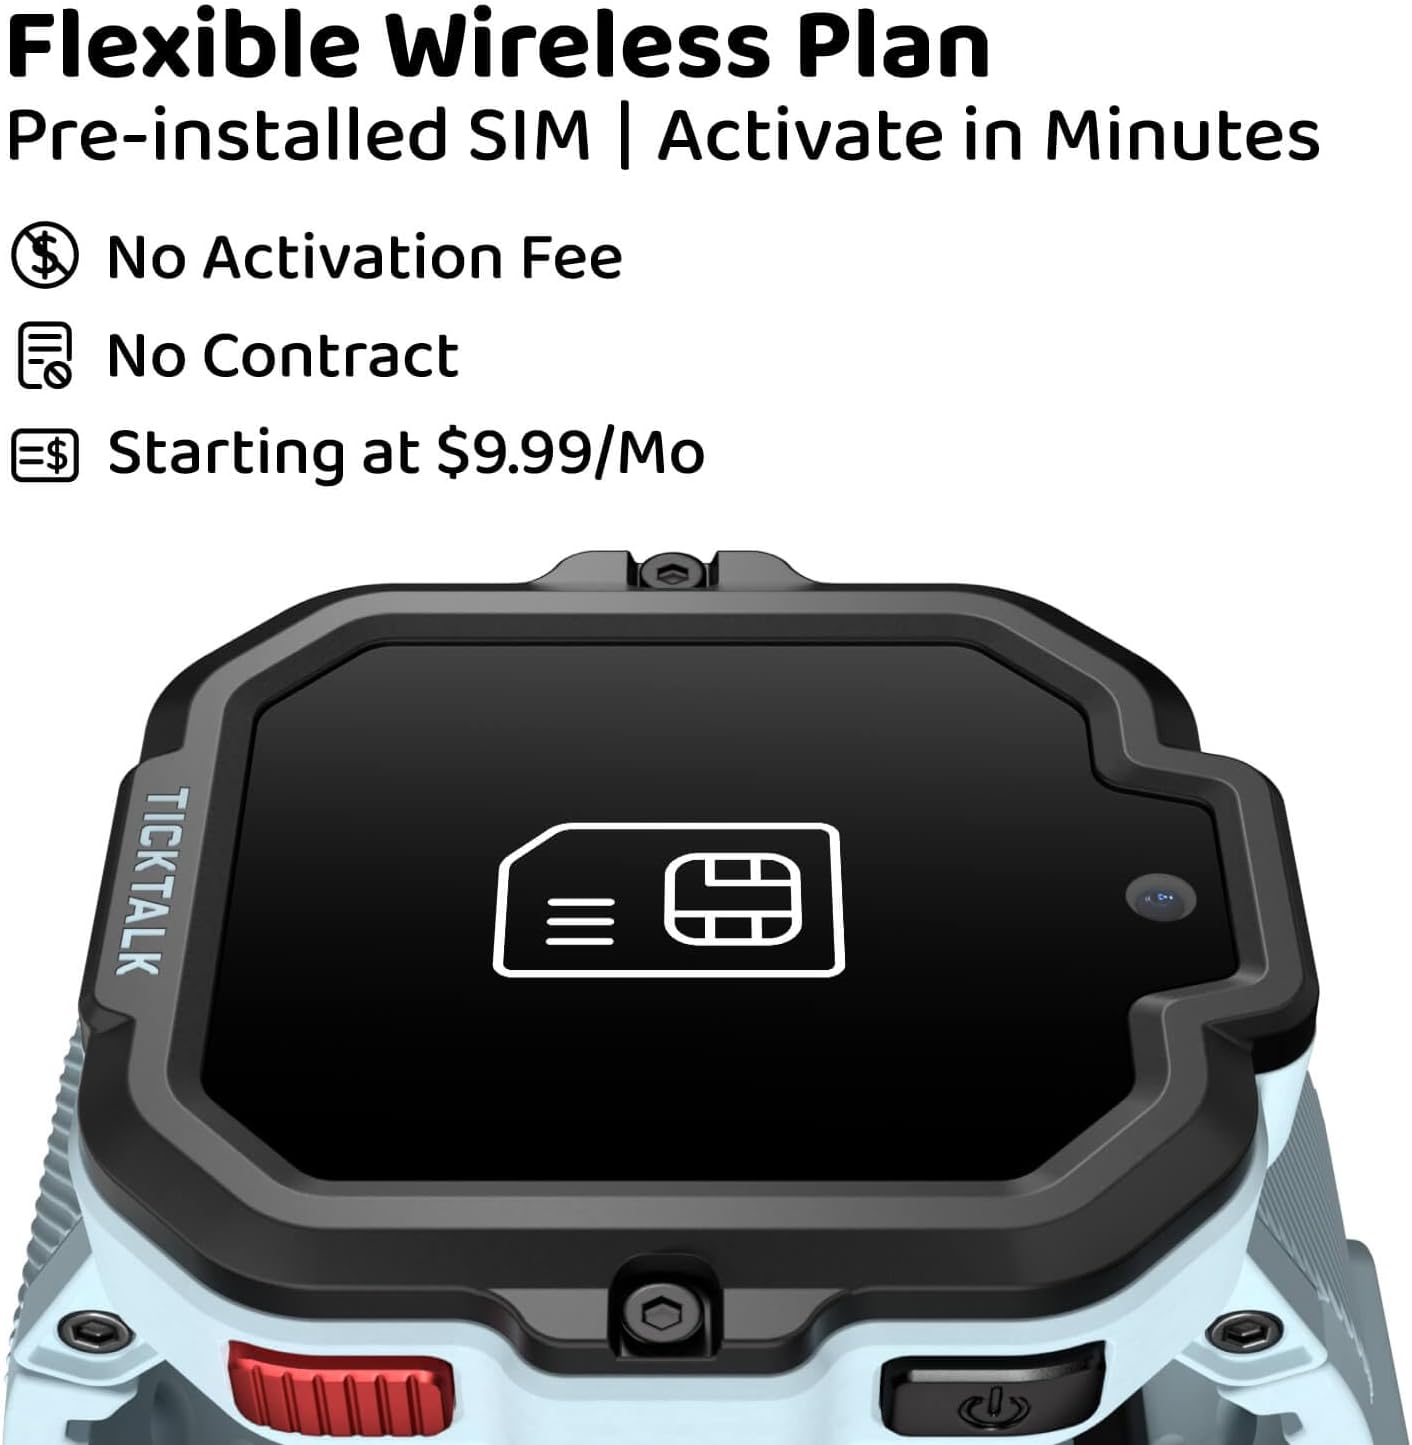 Flexible Wireless Plan
Pre-installed SIM | Activate in Minutes
No Activation Fee
No Contract
Starting at $9.99/Mo
TICKTALK